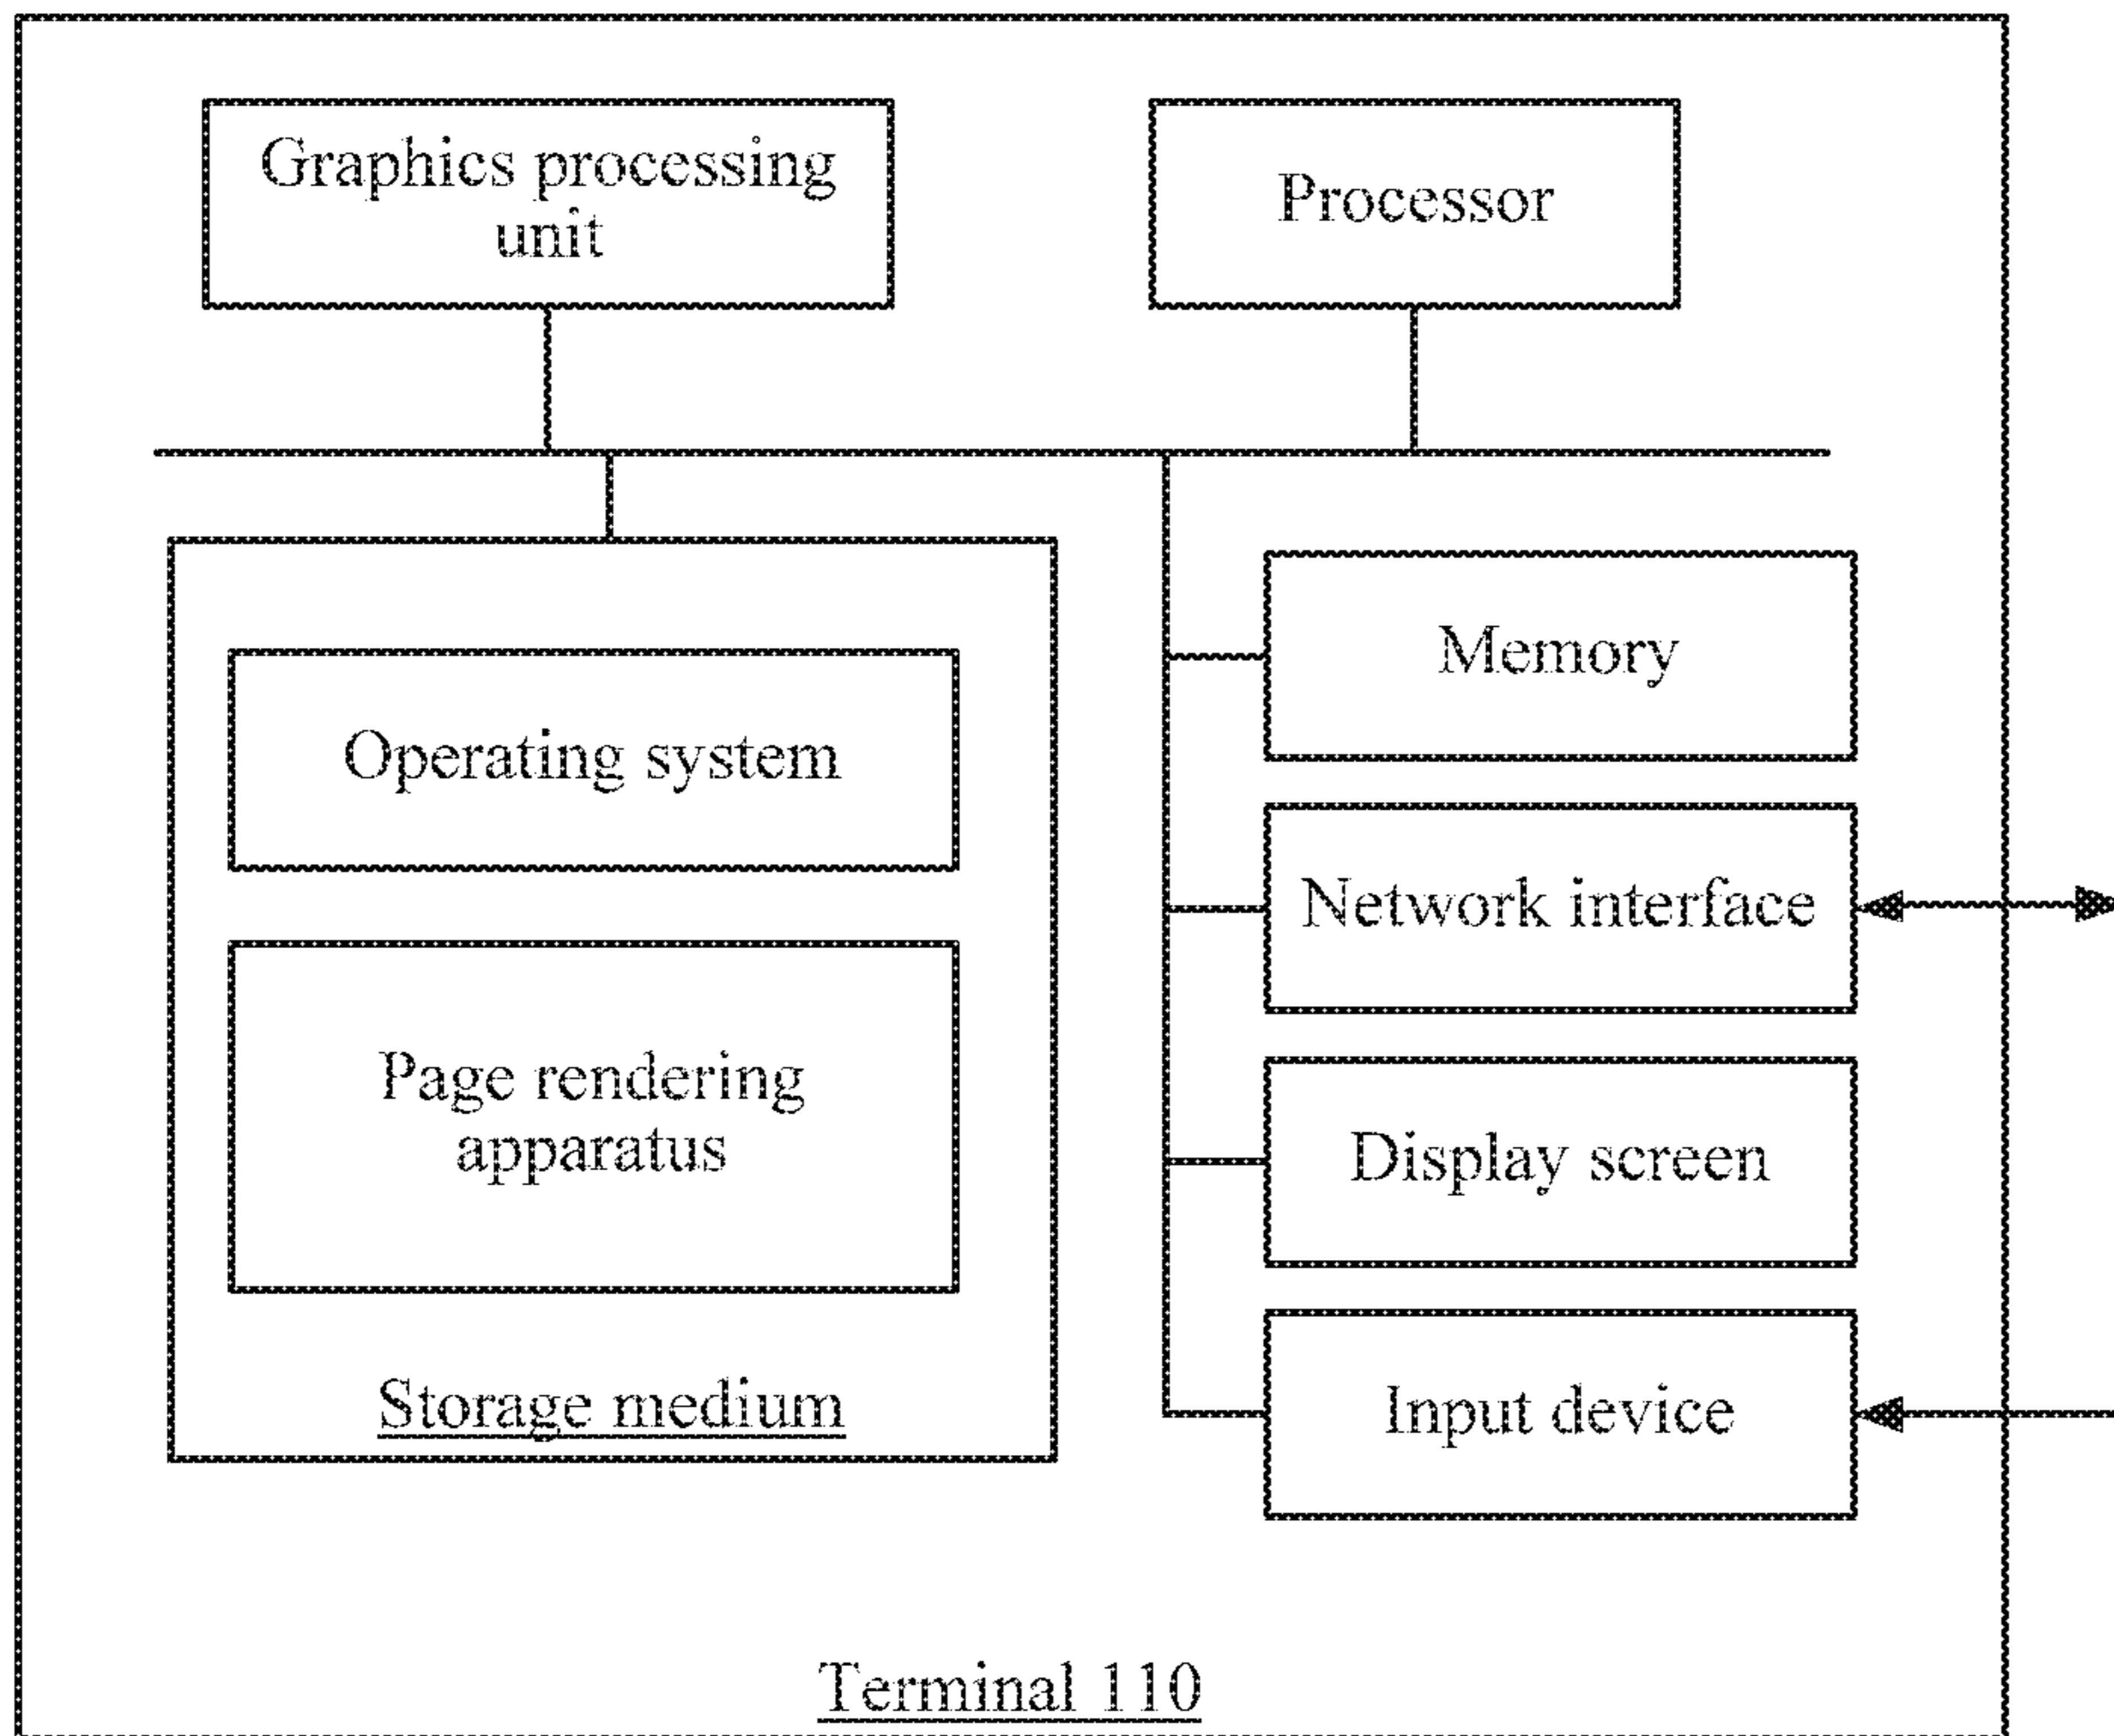 Graphics processing
unit
Processor
Operating system
Page rendering
apparatus
Storage medium
Memory
Network interface
Display screen
Input device
Terminal 110